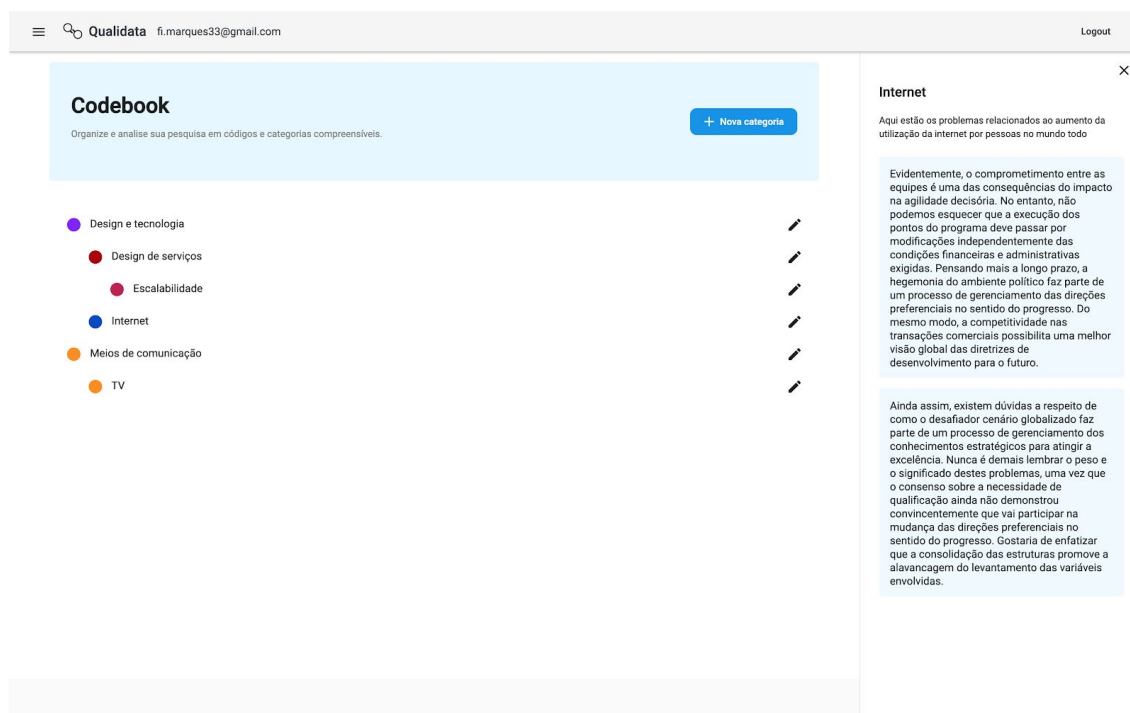 Qualidata fi.marques33@gmail.com
Logout
Codebook
Organize e analise sua pesquisa em códigos e categorias compreensíveis.
+ Nova categoria
Design e tecnologia
Design de serviços
Escalabilidade
Internet
Meios de comunicação
TV
Internet
Aqui estão os problemas relacionados ao aumento da
utilização da internet por pessoas no mundo todo
Evidentemente, o comprometimento entre as
equipes é uma das consequências do impacto
na agilidade decisória. No entanto, não
podemos esquecer que a execução dos
pontos do programa deve passar por
modificações independentemente das
condições financeiras e administrativas
exigidas. Pensando mais a longo prazo, a
hegemonia do ambiente político faz parte de
um processo de gerenciamento das direções
preferenciais no sentido do progresso. Do
mesmo modo, a competitividade nas
transações comerciais possibilita uma melhor
visão global das diretrizes de
desenvolvimento para o futuro.
Ainda assim, existem dúvidas a respeito de
como o desafiador cenário globalizado faz
parte de um processo de gerenciamento dos
conhecimentos estratégicos para atingir a
excelência. Nunca é demais lembrar o peso e
o significado destes problemas, uma vez que
o consenso sobre a necessidade de
qualificação ainda não demonstrou
convincentemente que vai participar na
mudança das direções preferenciais no
sentido do progresso. Gostaria de enfatizar
que a consolidação das estruturas promove a
alavancagem do levantamento das variáveis
envolvidas.